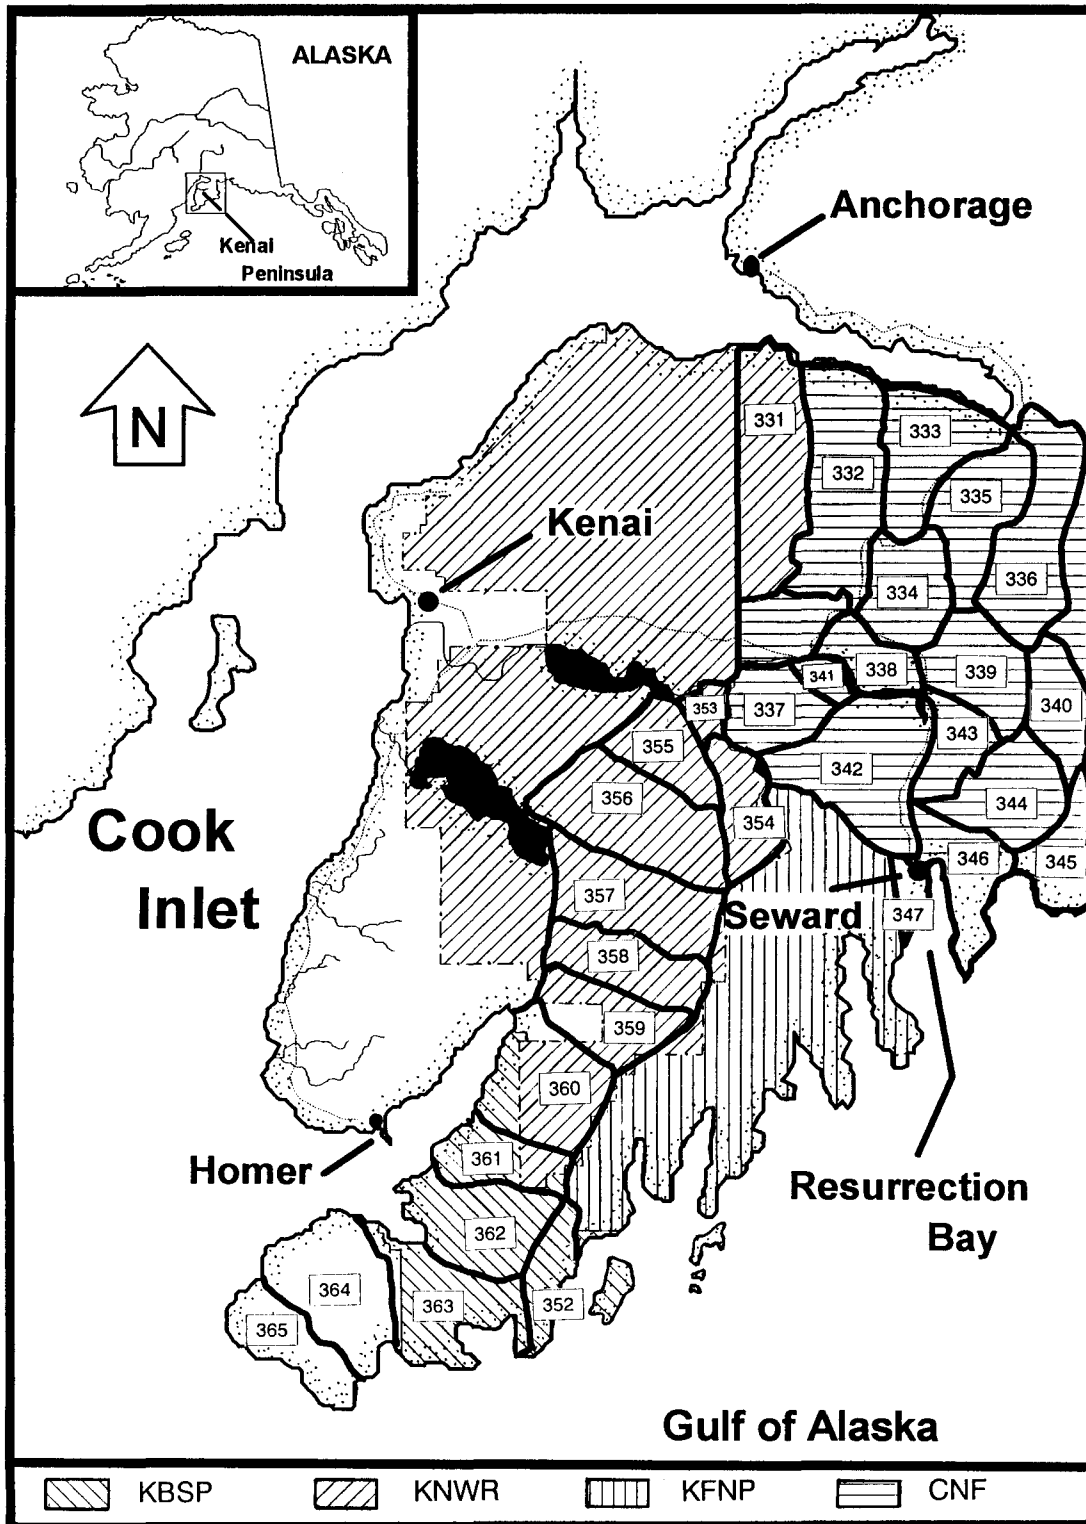 ALASKA
Kenai
Peninsula
Anchorage
N
331
333
332
335
Kenai
336
334
338
339
341
353
337
340
343
355
342
356
344
354
Cook
Inlet
346
345
357
Seward
347
358
359
360
361
Homer
Resurrection
Bay
362
364
363
352
365
Gulf of Alaska
KBSP
KNWR
KFNP
CNF